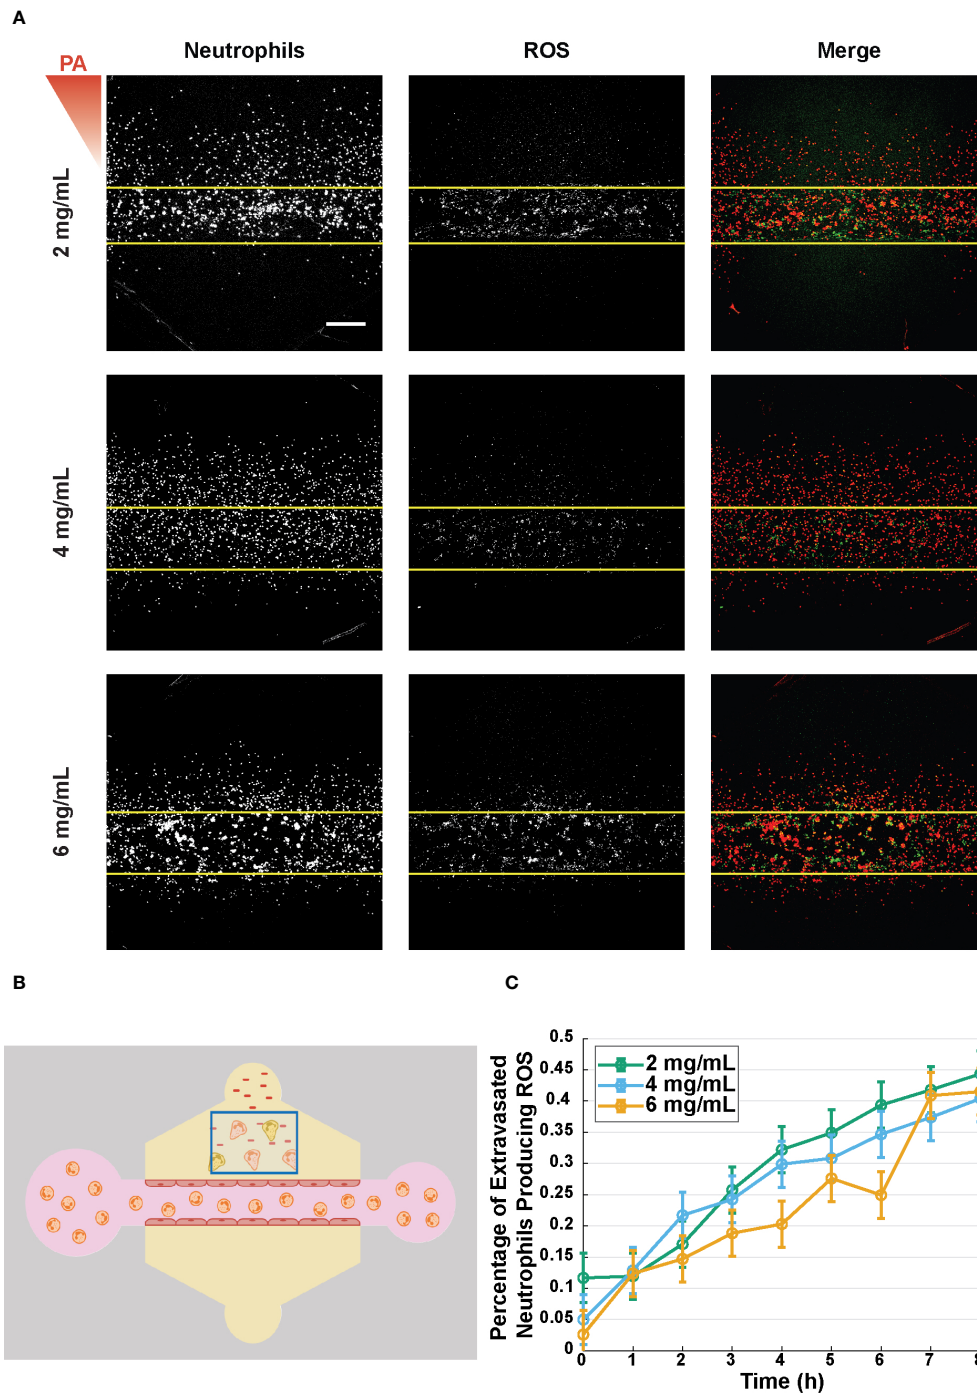 A
Neutrophils ROS Merge
PA
2 mg/mL
4 mg/mL
6 mg/mL
B
C
Percentage of Extravasated
Neutrophils Producing ROS
0.5
0.45
0.4
0.35
0.3
0.25
0.2
0.15
0.1
0.05
0
2 mg/mL
4 mg/mL
6 mg/mL
0 1 2 3 4 5 6 7 8
Time (h)